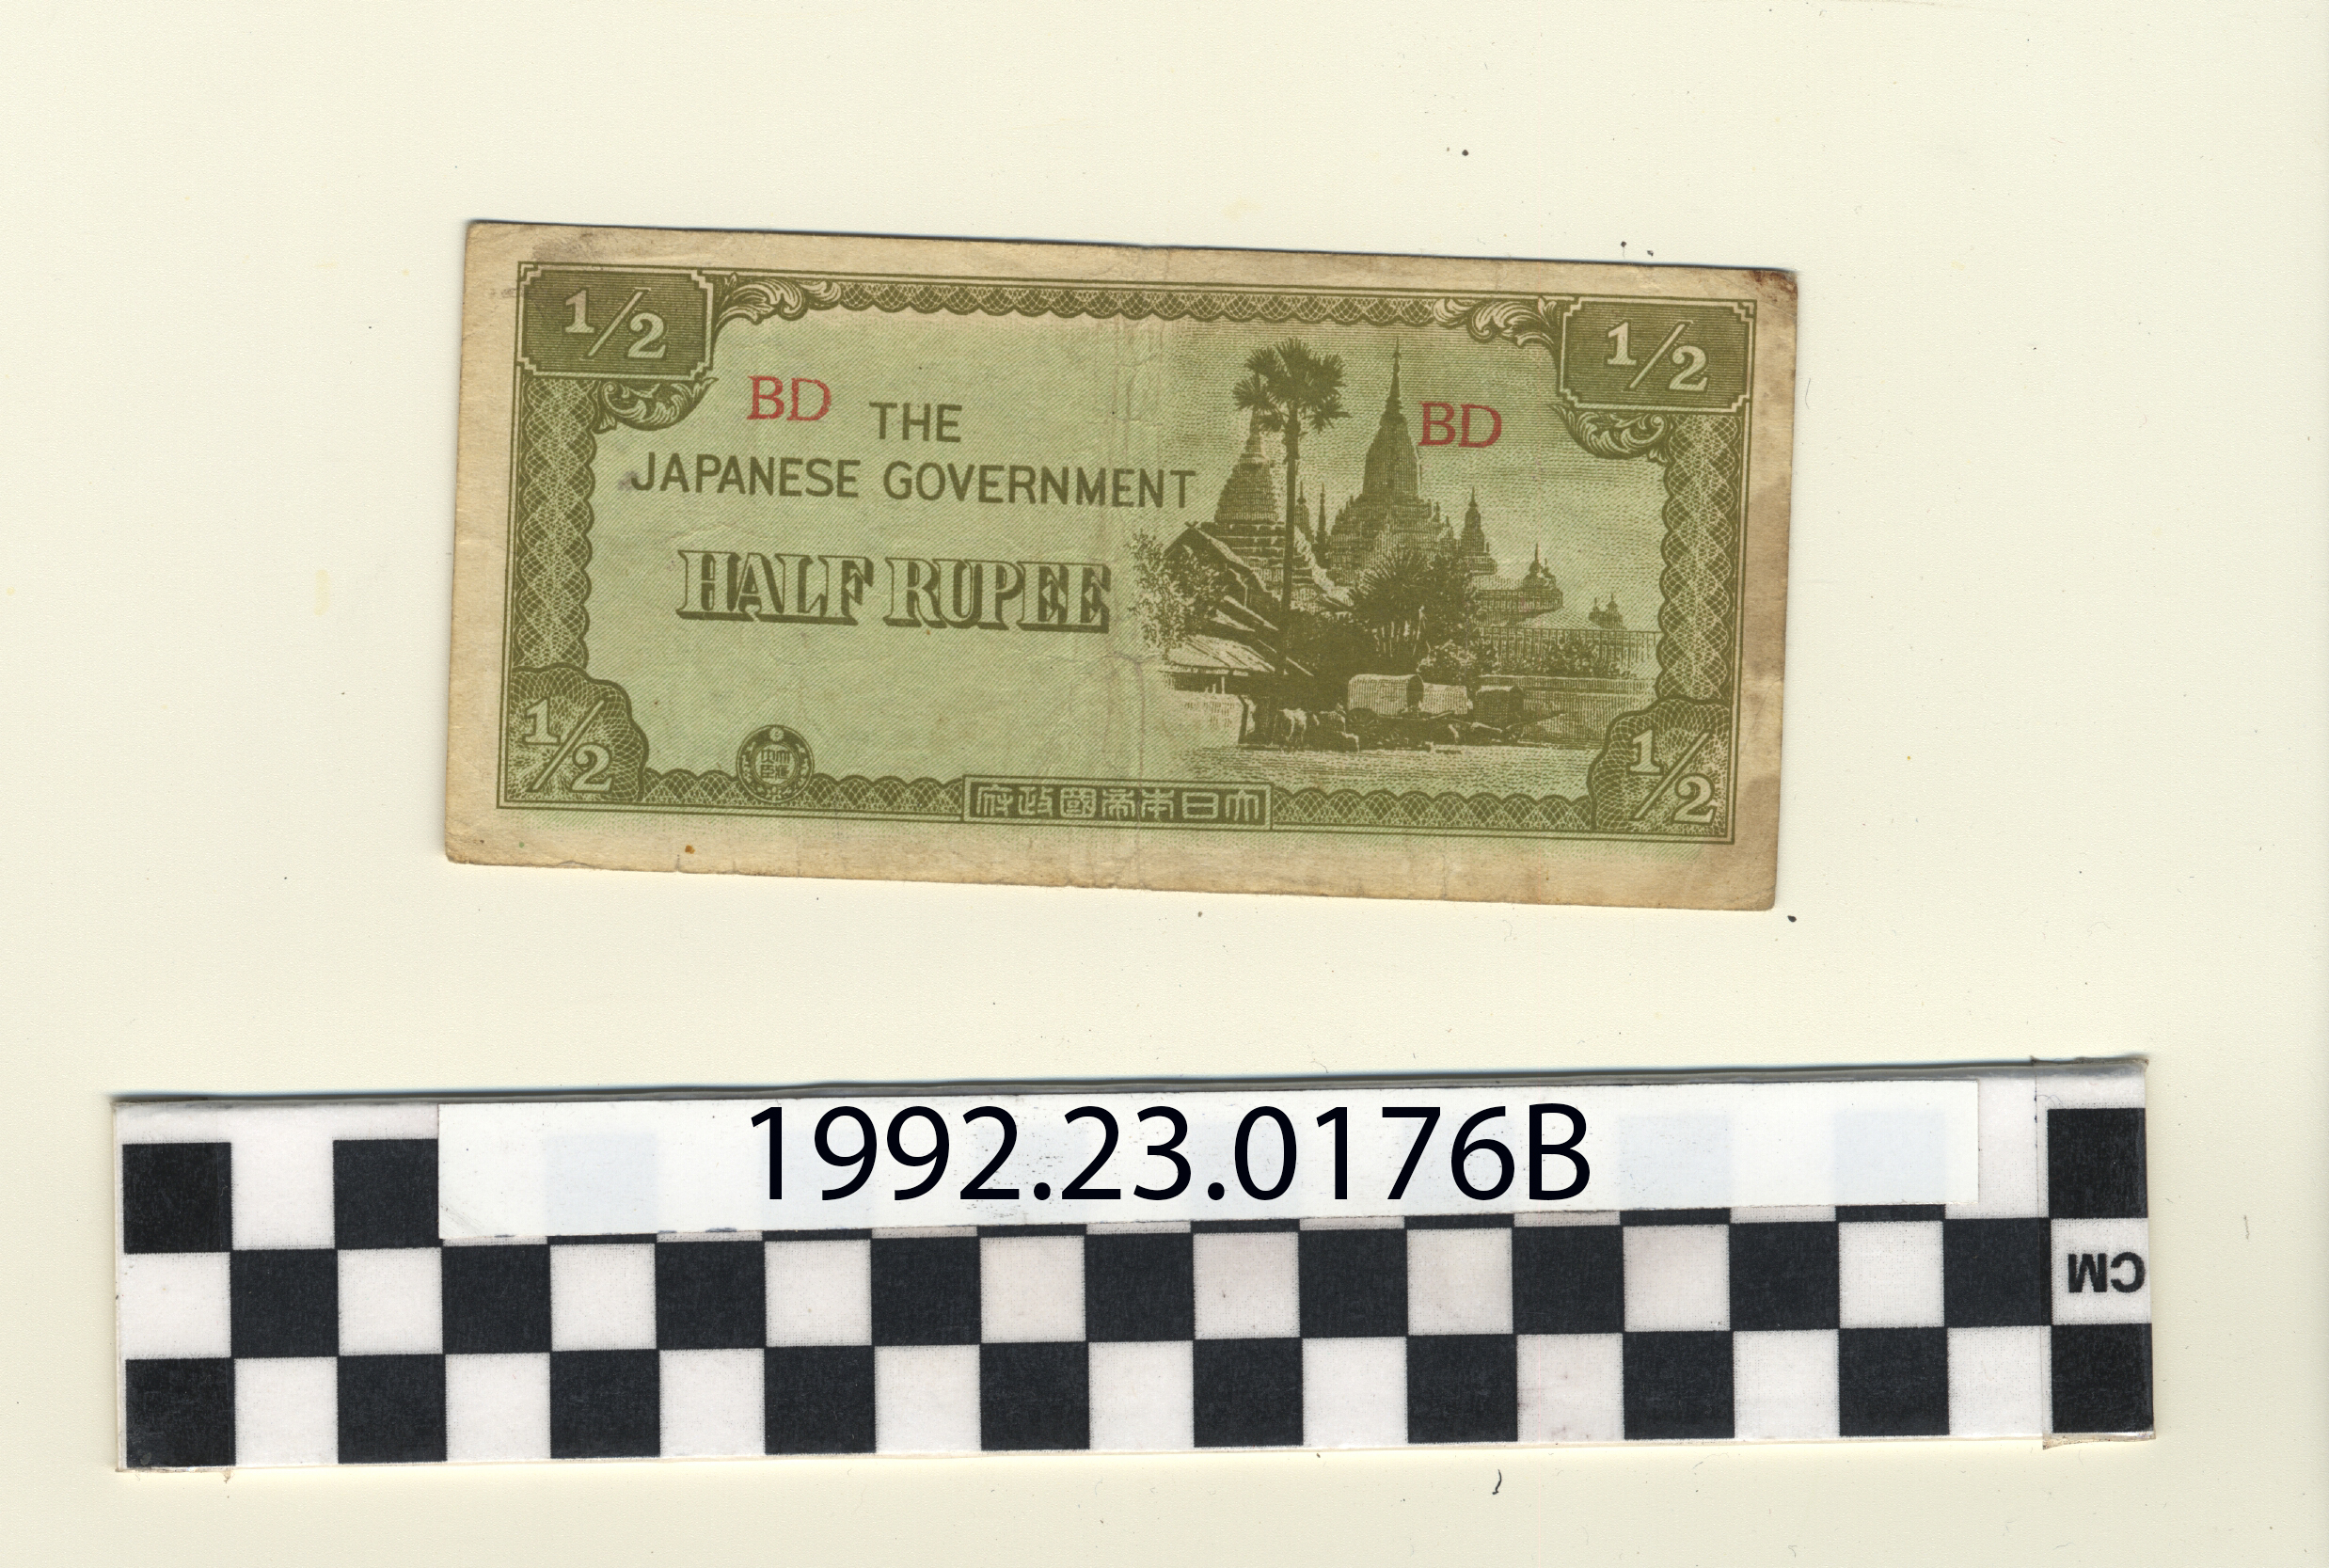 1/2
1/2
BD THE BD
JAPANESE GOVERNMENT
HALF RUPEE
1/2
1/2
府政國帝本日大
1992.23.0176B
CM